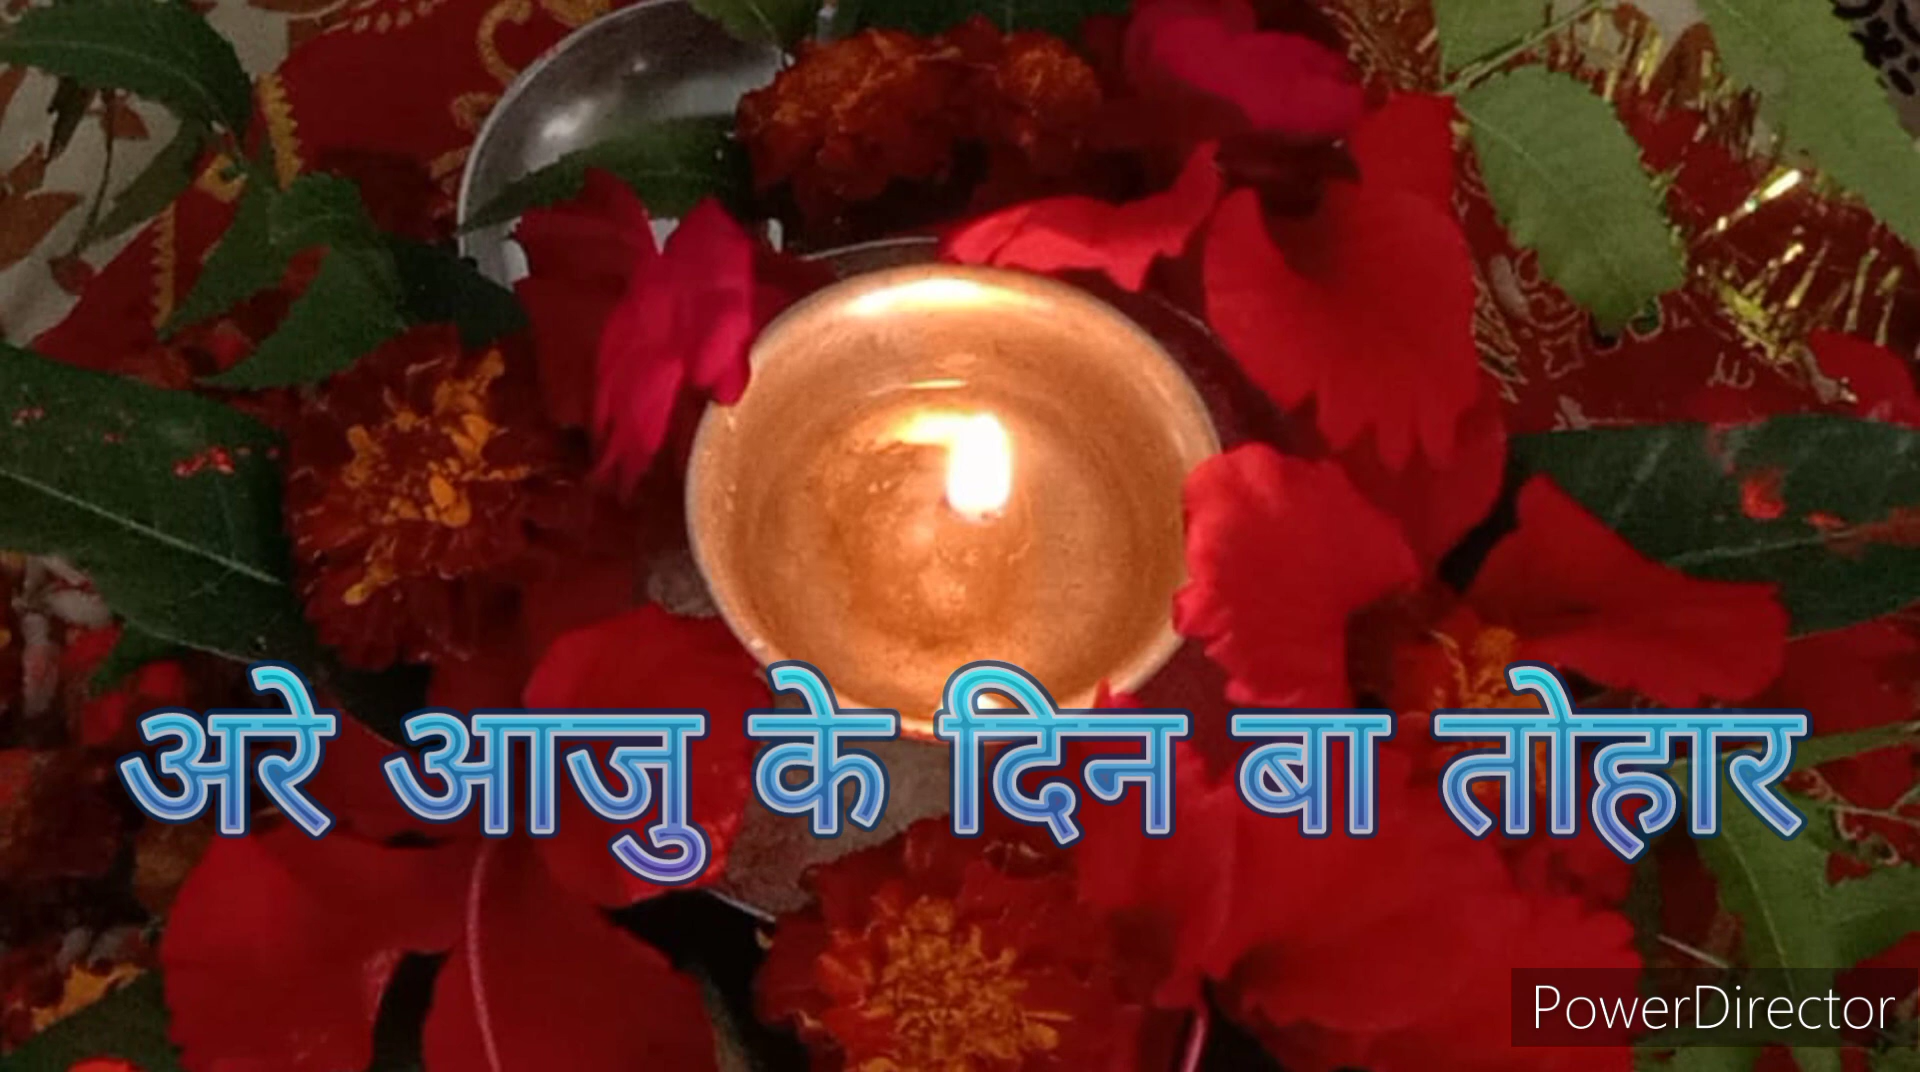 अरे आजु के दिन बा तोहार
PowerDirector